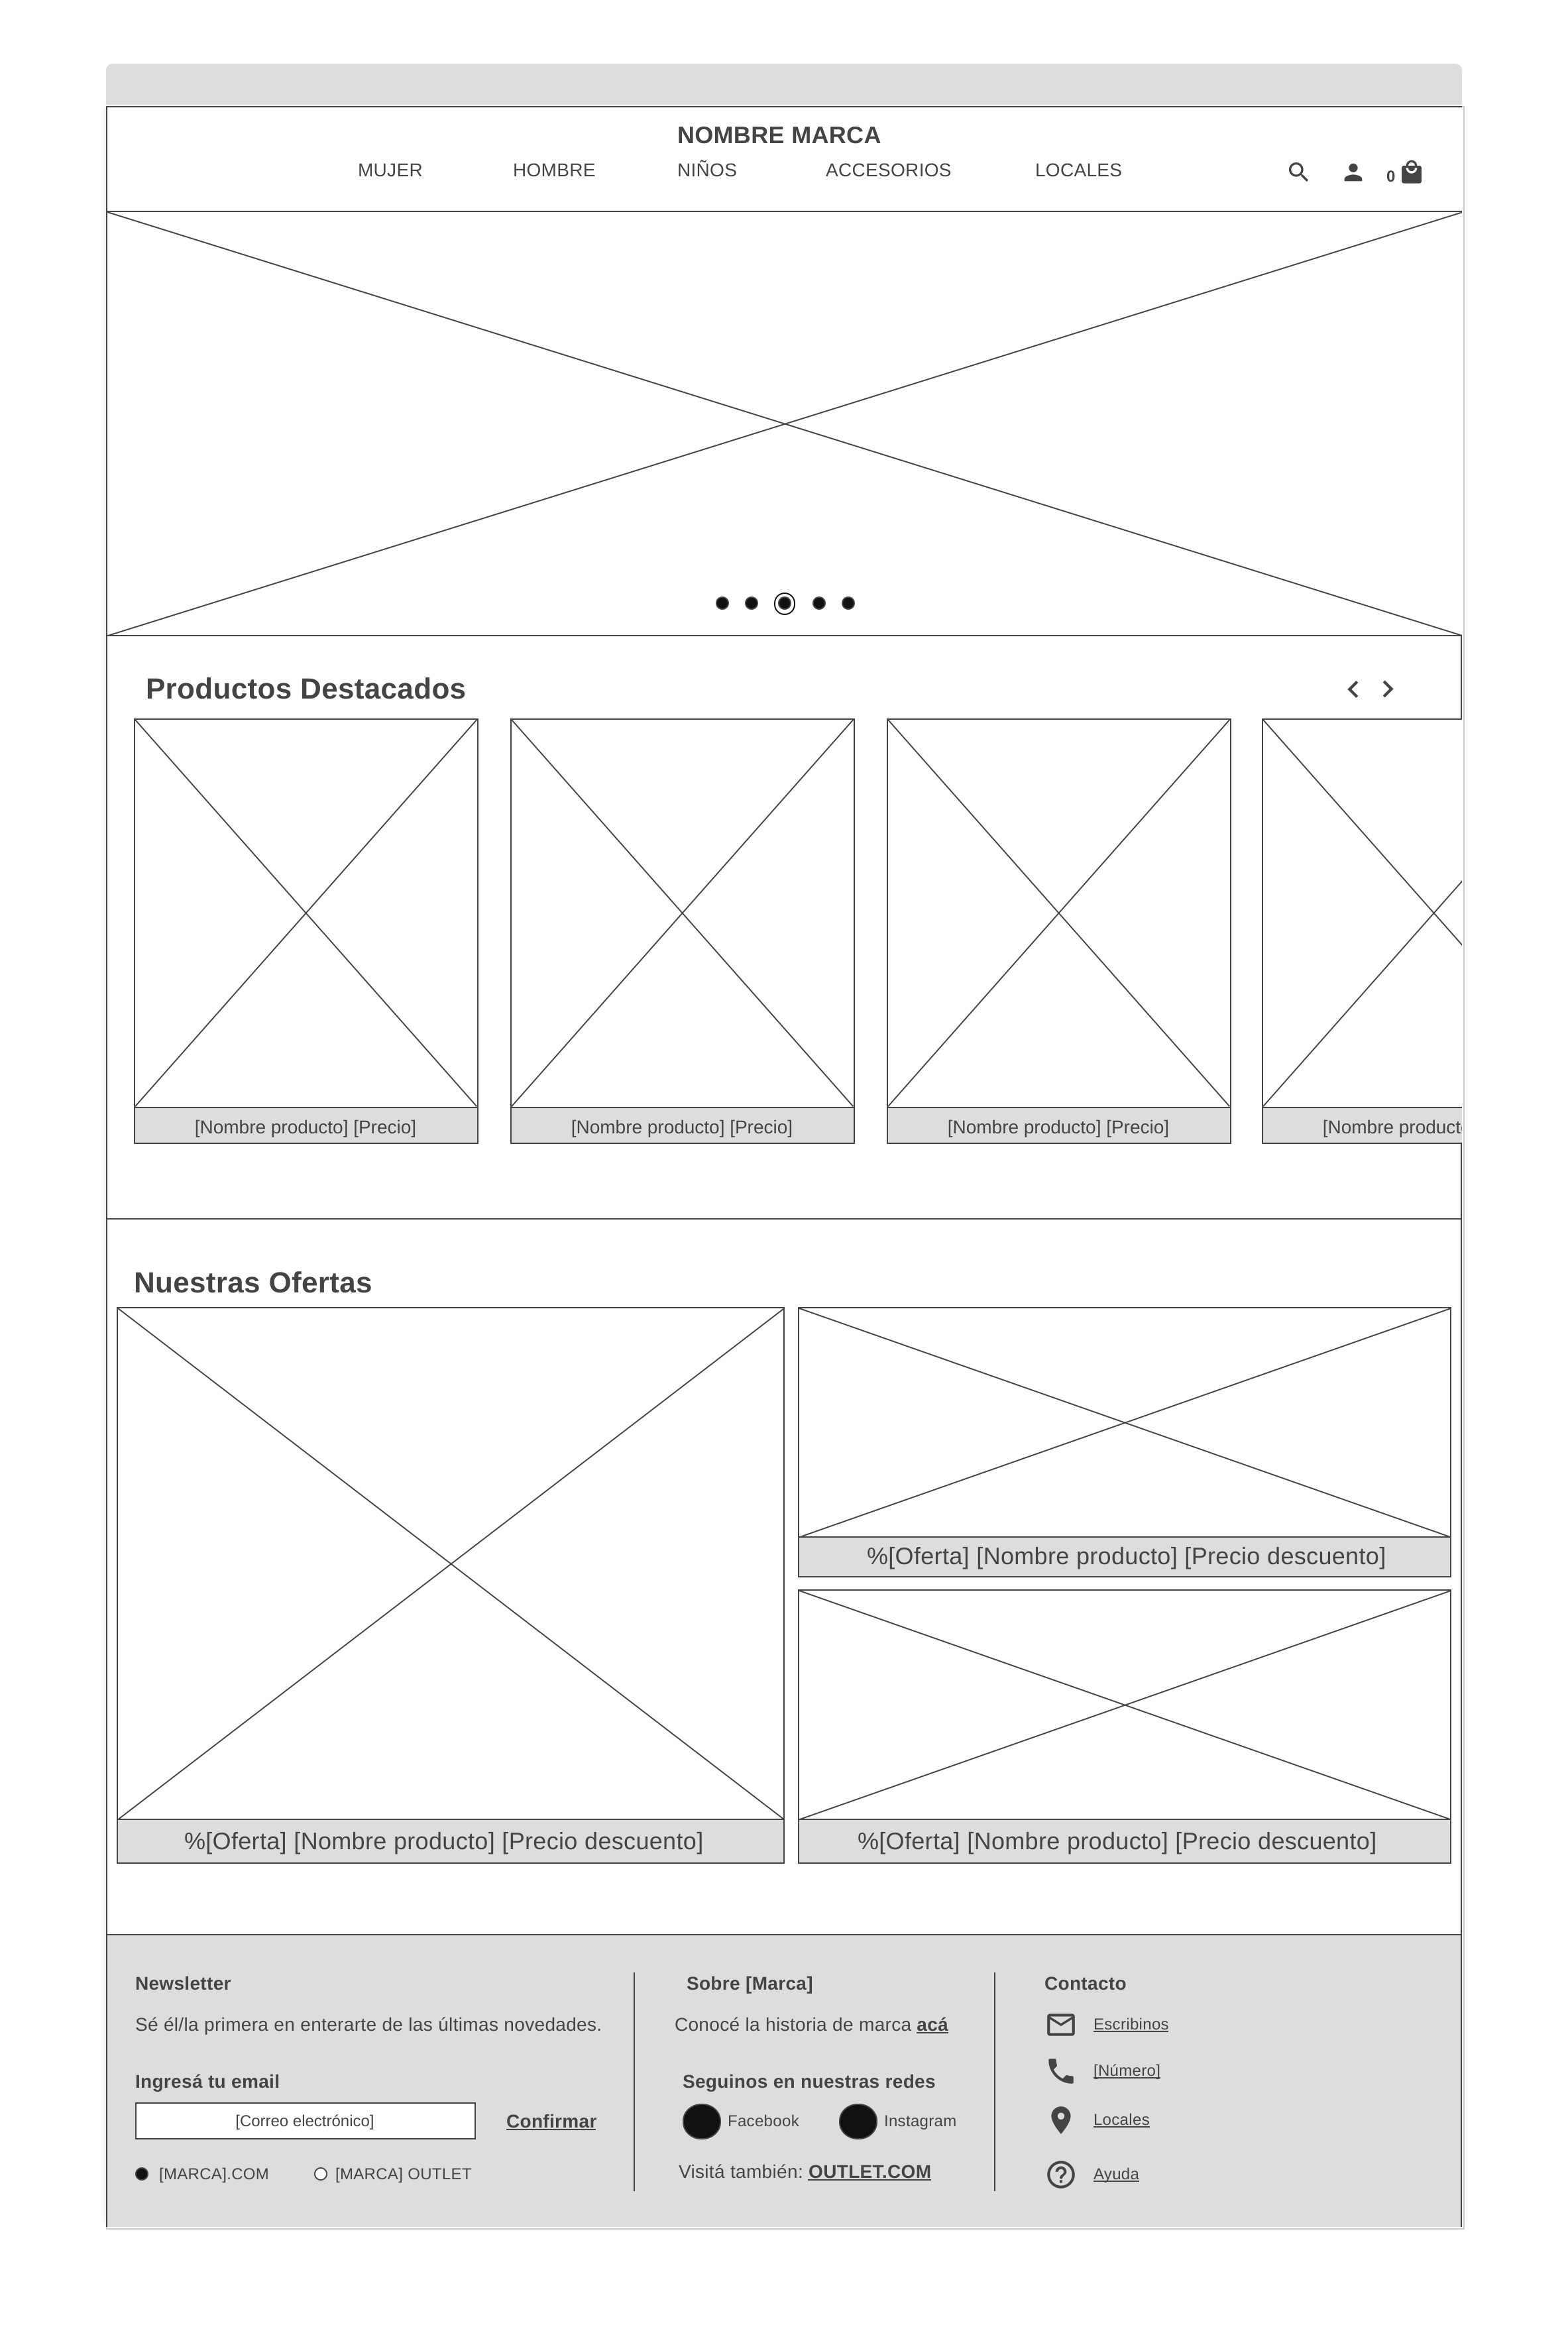 NOMBRE MARCA
MUJER HOMBRE NIÑOS ACCESORIOS LOCALES 0
Productos Destacados
[Nombre producto] [Precio] [Nombre producto] [Precio] [Nombre producto] [Precio] [Nombre producto
Nuestras Ofertas
%[Oferta] [Nombre producto] [Precio descuento]
%[Oferta] [Nombre producto] [Precio descuento] %[Oferta] [Nombre producto] [Precio descuento]
Newsletter
Sé él/la primera en enterarte de las últimas novedades.
Ingresá tu email
[Correo electrónico] Confirmar
[MARCA].COM [MARCA] OUTLET
Sobre [Marca]
Conocé la historia de marca acá
Seguinos en nuestras redes
Facebook Instagram
Visitá también: OUTLET.COM
Contacto
Escribinos
[Número]
Locales
Ayuda